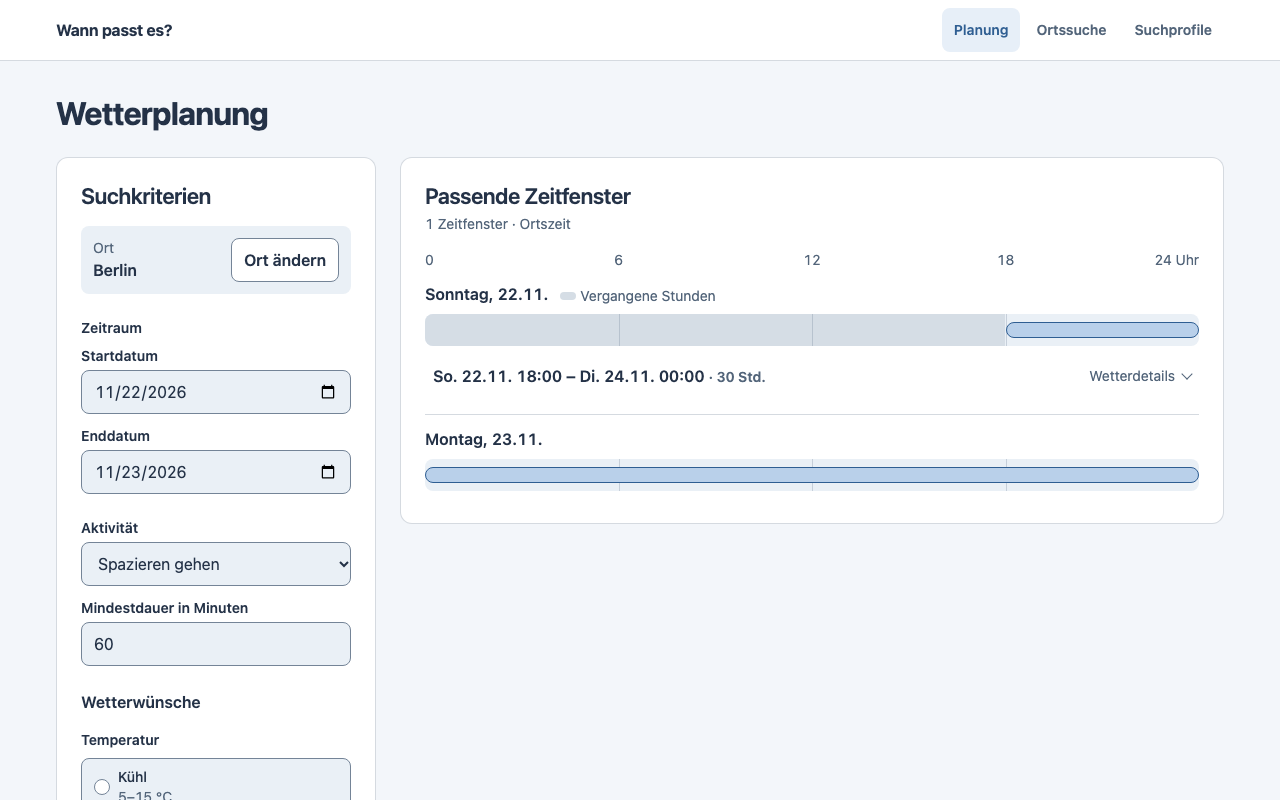 Wann passt es?
Planung
Ortssuche
Suchprofile
Wetterplanung
Suchkriterien
Ort
Berlin
Ort ändern
Zeitraum
Startdatum
11/22/2026
Enddatum
11/23/2026
Aktivität
Spazieren gehen
Mindestdauer in Minuten
60
Wetterwünsche
Temperatur
Kühl
5–15 °C
Passende Zeitfenster
1 Zeitfenster · Ortszeit
0 6 12 18 24 Uhr
Sonntag, 22.11. Vergangene Stunden
So. 22.11. 18:00 – Di. 24.11. 00:00 · 30 Std. Wetterdetails
Montag, 23.11.